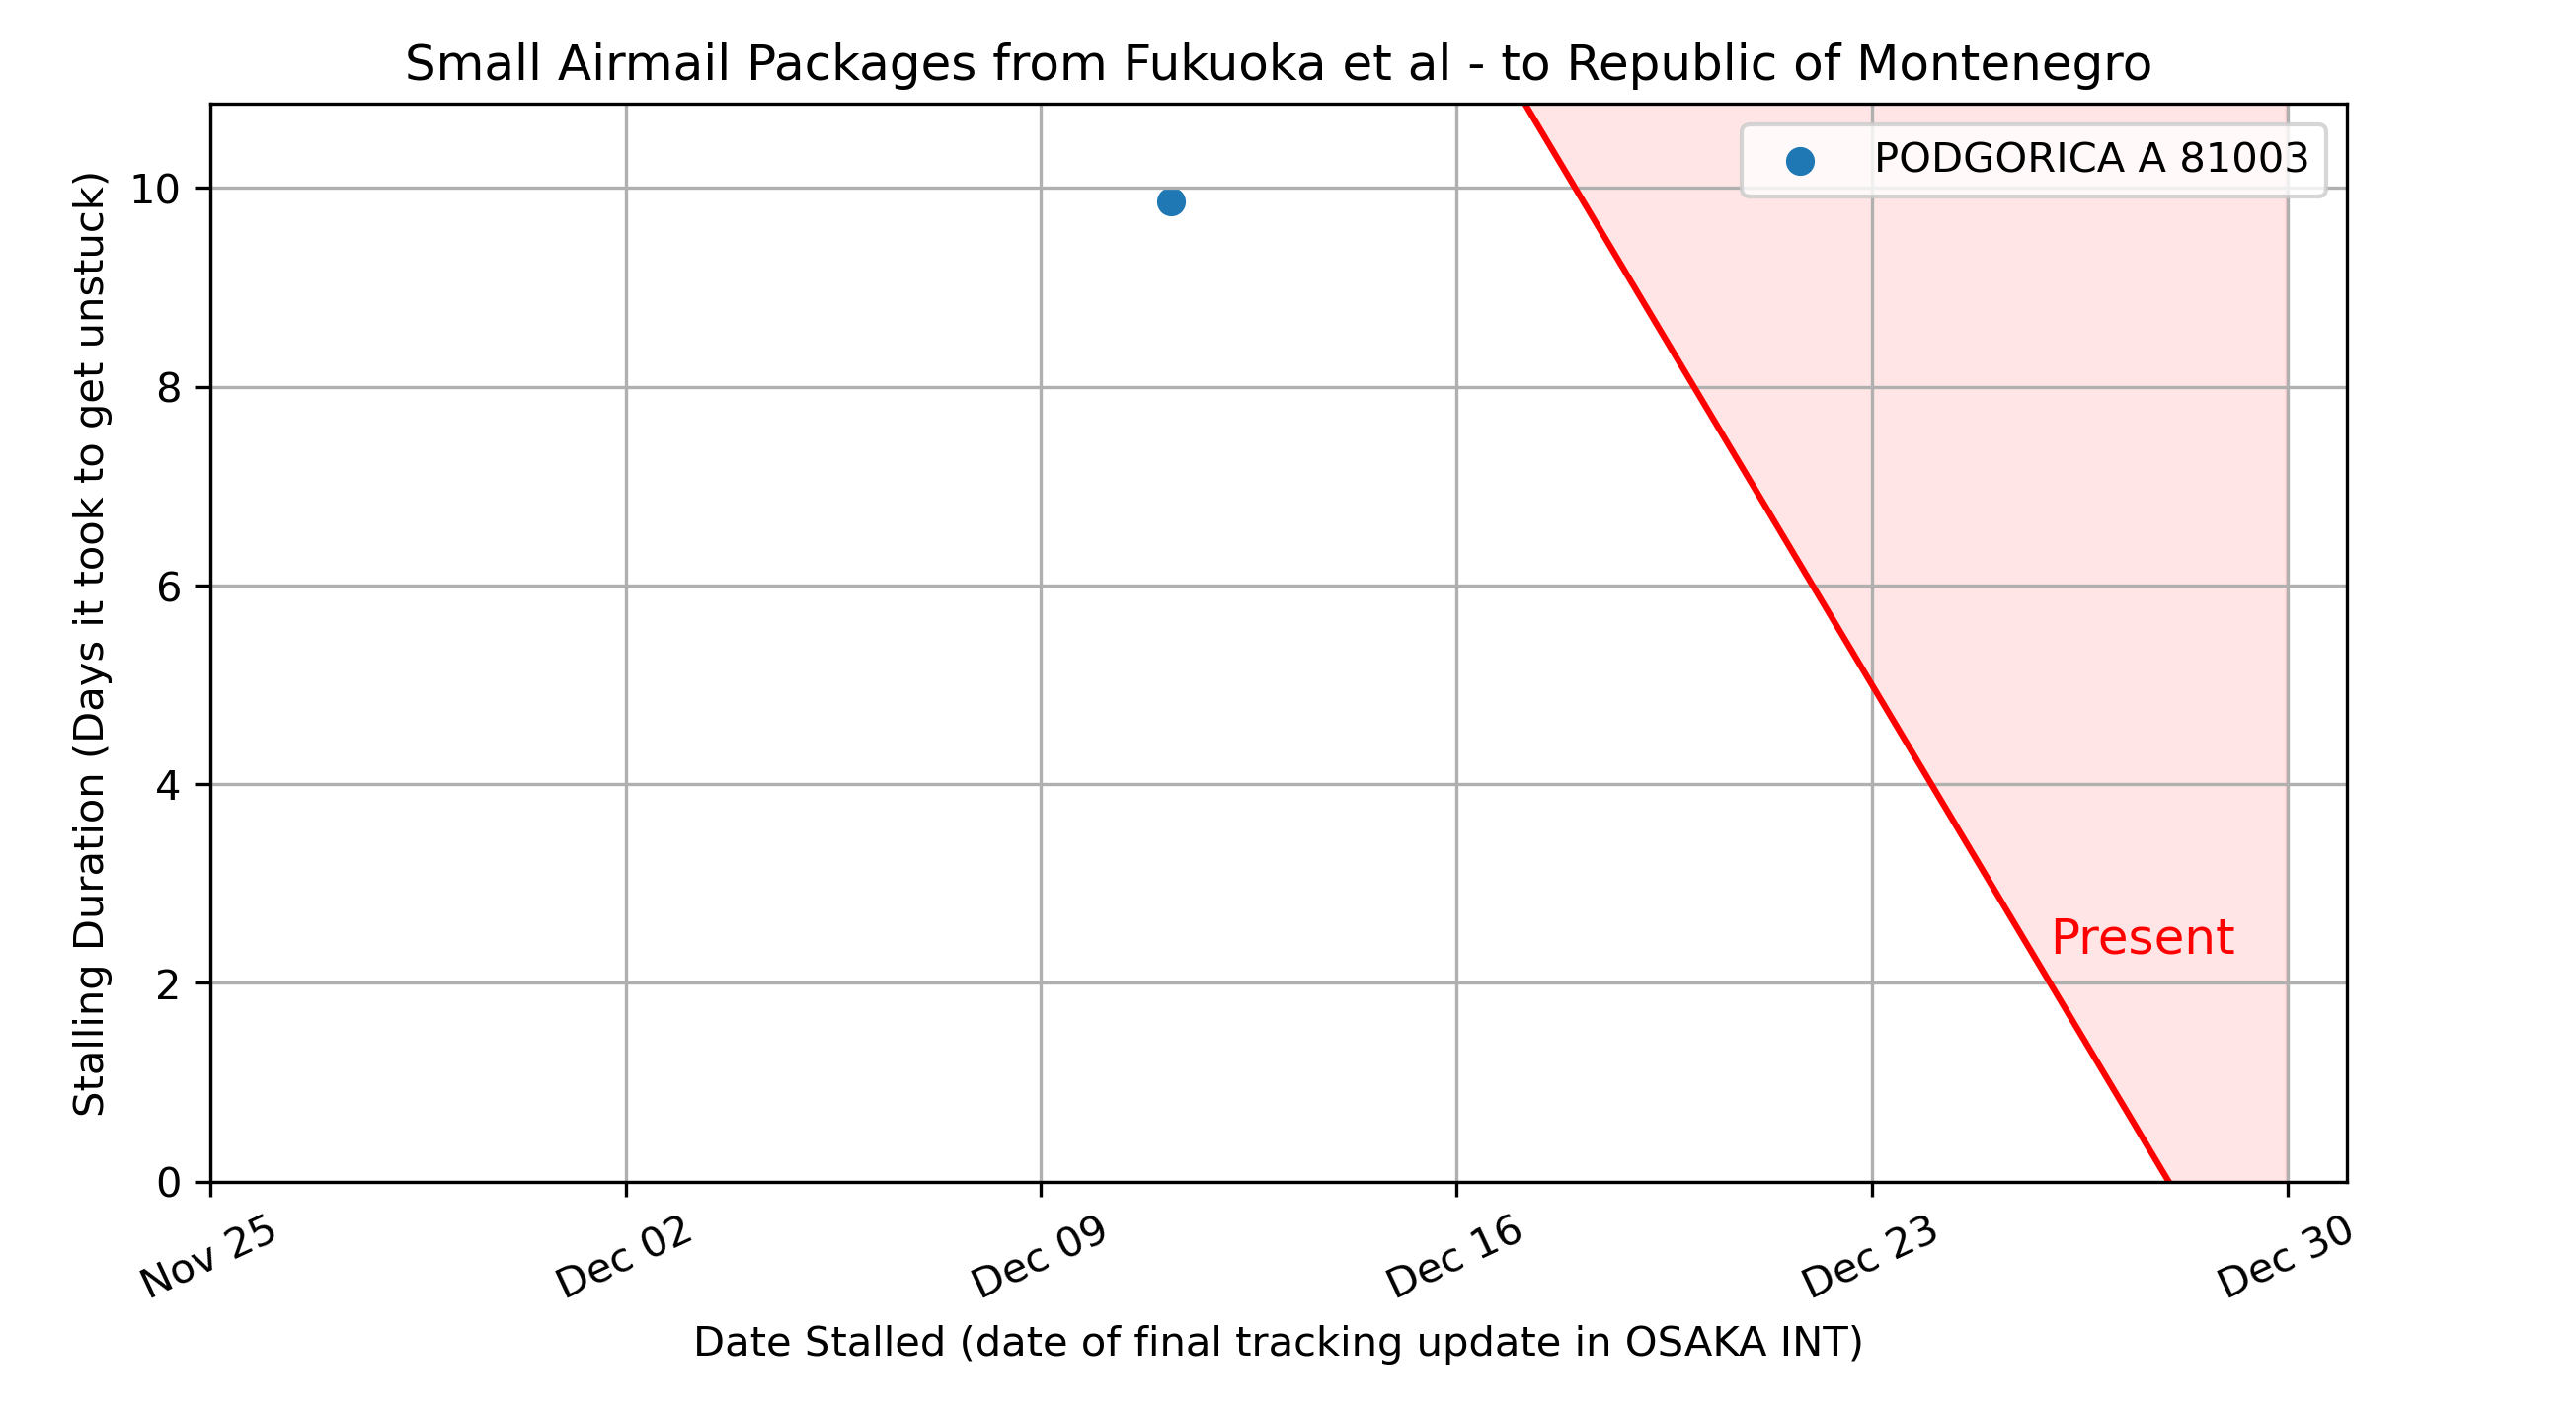 Small Airmail Packages from Fukuoka et al - to Republic of Montenegro
PODGORICA A 81003
Stalling Duration (Days it took to get unstuck)
10
8
6
4
2
0
Present
Nov 25
Dec 02
Dec 09
Dec 16
Dec 23
Dec 30
Date Stalled (date of final tracking update in OSAKA INT)